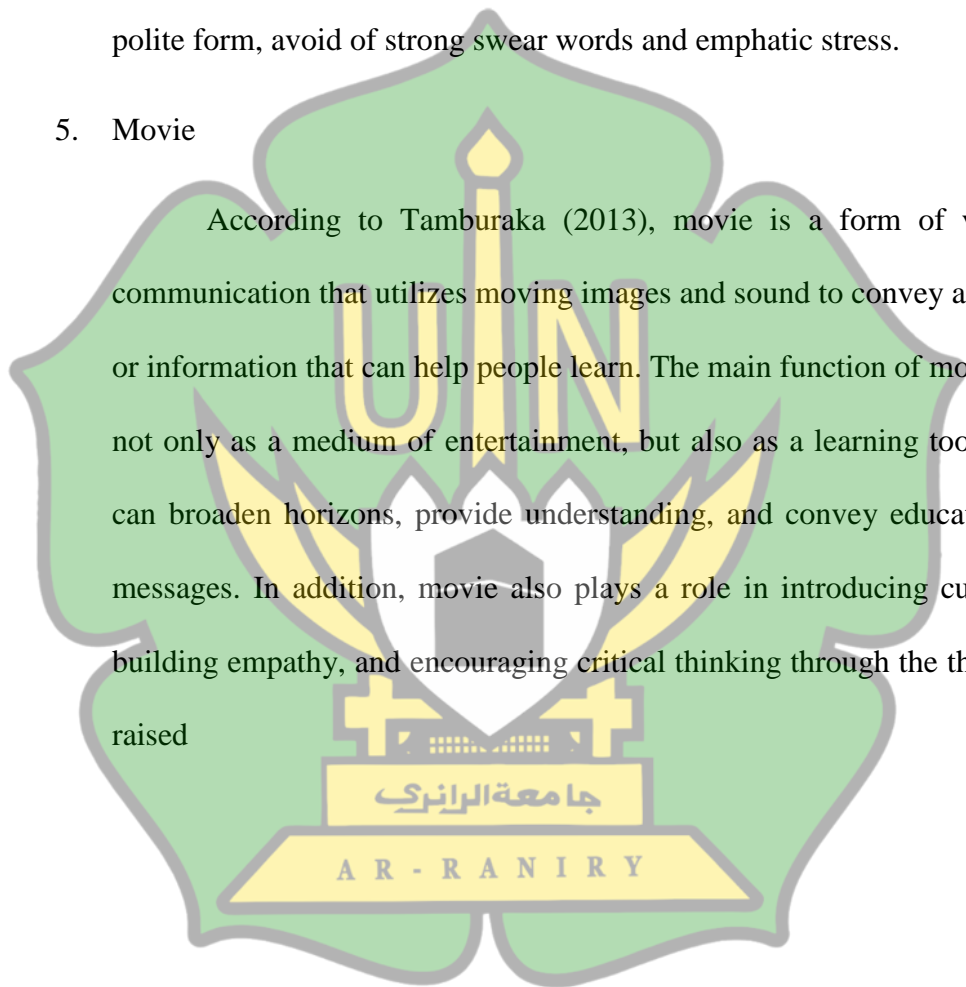 polite form, avoid of strong swear words and emphatic stress.
5. Movie
According to Tamburaka (2013), movie is a form of v
communication that utilizes moving images and sound to convey a
or information that can help people learn. The main function of mo
not only as a medium of entertainment, but also as a learning too
can broaden horizons, provide understanding, and convey educat
messages. In addition, movie also plays a role in introducing cu
building empathy, and encouraging critical thinking through the th
raised
UIN
جامعة الرانري
AR-RANIRY